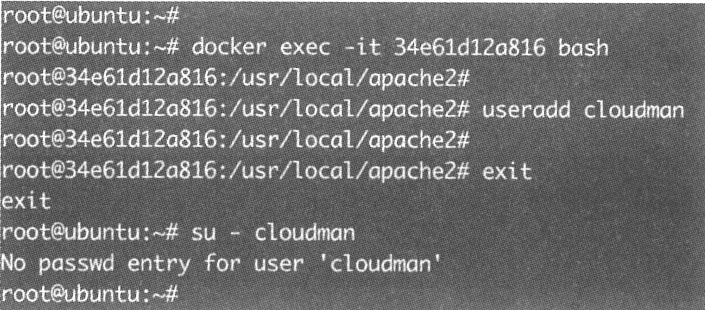 root@ubuntu:~#
root@ubuntu:~# docker exec -it 34e61d12a816 bash
root@34e61d12a816:/usr/local/apache2#
root@34e61d12a816:/usr/local/apache2# useradd cloudman
root@34e61d12a816:/usr/local/apache2#
root@34e61d12a816:/usr/local/apache2# exit
exit
root@ubuntu:~# su - cloudman
No passwd entry for user 'cloudman'
root@ubuntu:~#